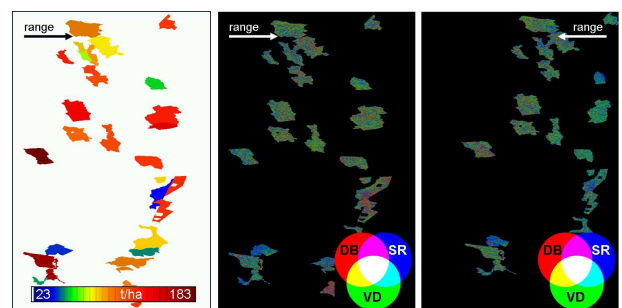 range
range
range
23 t/ha 183
DB SR
VD
DB SR
VD